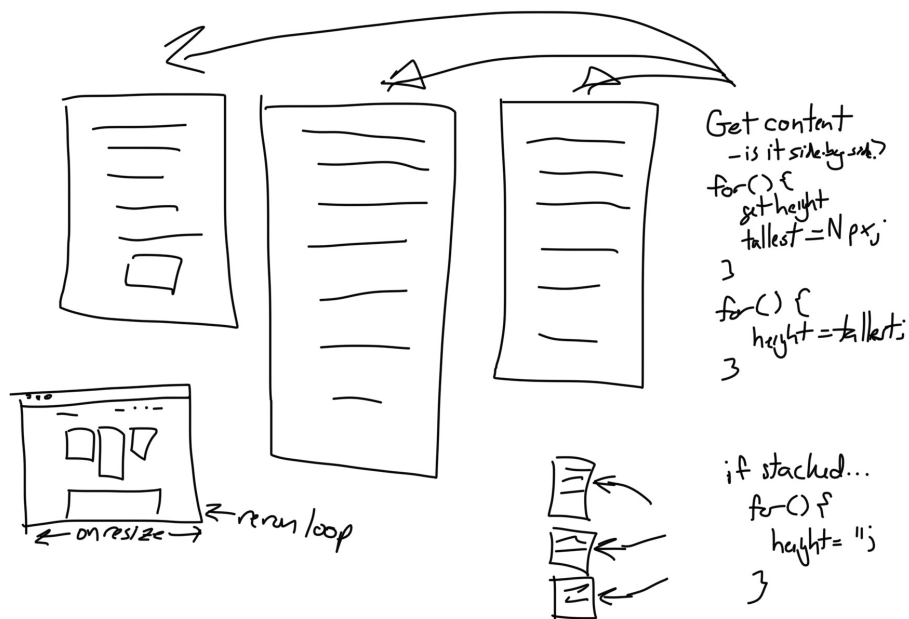 Get content
- is it side-by-side?
for() {
get height
tallest = N px;
}
for() {
height = tallest;
}
if stacked...
for() {
height = '';
}
← rerun loop
← onresize →